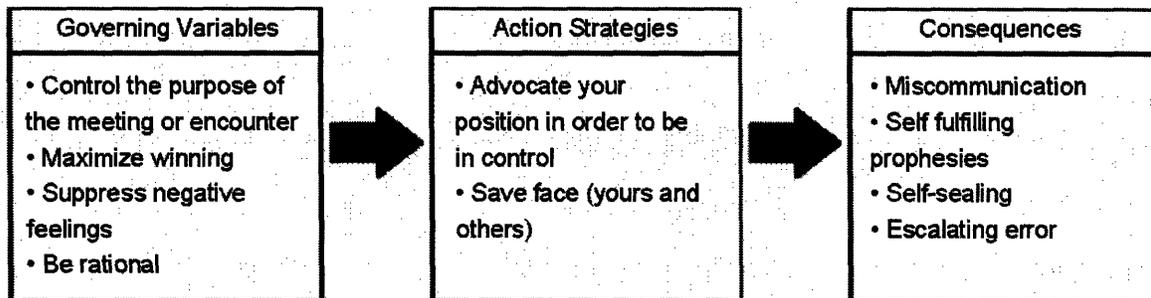 Governing Variables
• Control the purpose of
the meeting or encounter
• Maximize winning
• Suppress negative
feelings
• Be rational
Action Strategies
• Advocate your
position in order to be
in control
• Save face (yours and
others)
Consequences
• Miscommunication
• Self fulfilling
prophesies
• Self-sealing
• Escalating error